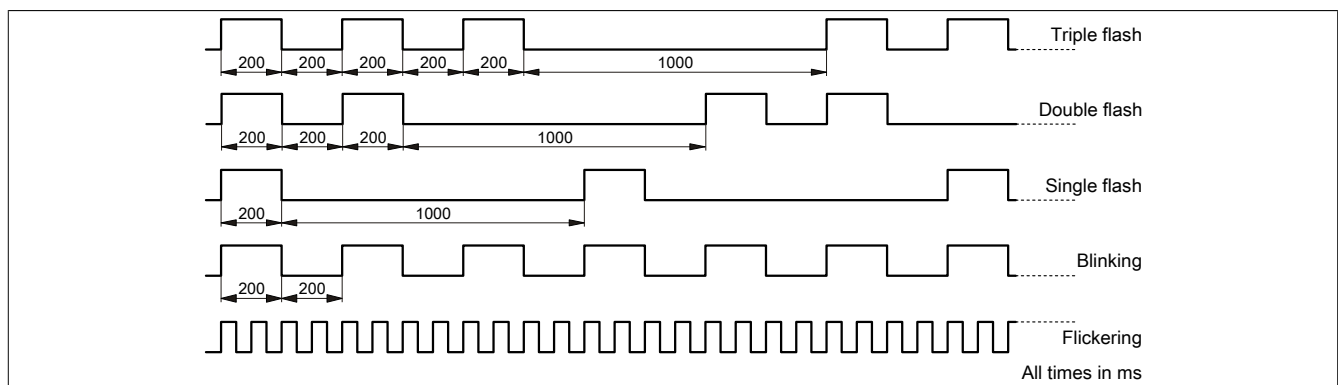 Triple flash
200 200 200 200 200 1000
Double flash
200 200 200 1000
Single flash
200 1000
Blinking
200 200
Flickering
All times in ms